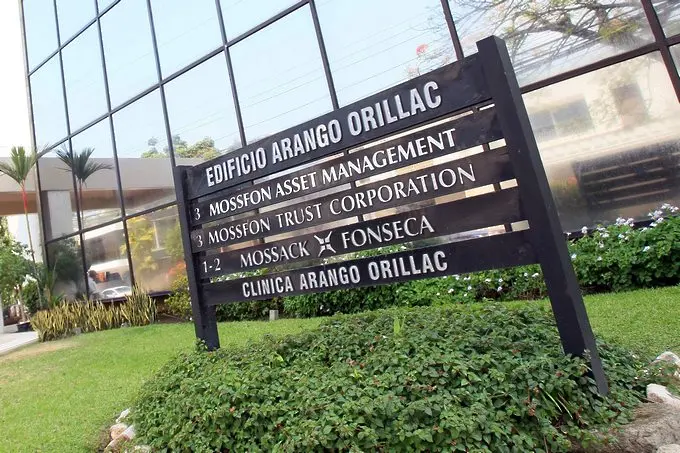 EDIFICIO ARANGO ORILLAC
3 MOSSFON ASSET MANAGEMENT
3 MOSSFON TRUST CORPORATION
1-2 MOSSACK FONSECA
CLINICA ARANGO ORILLAC